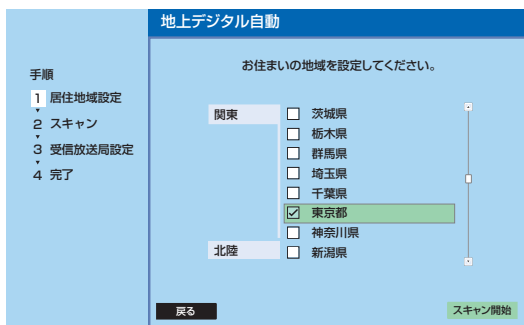 地上デジタル自動
お住まいの地域を設定してください。
手順
1 居住地域設定
2 スキャン
3 受信放送局設定
4 完了
関東
茨城県
栃木県
群馬県
埼玉県
千葉県
東京都
神奈川県
北陸
新潟県
戻る
スキャン開始